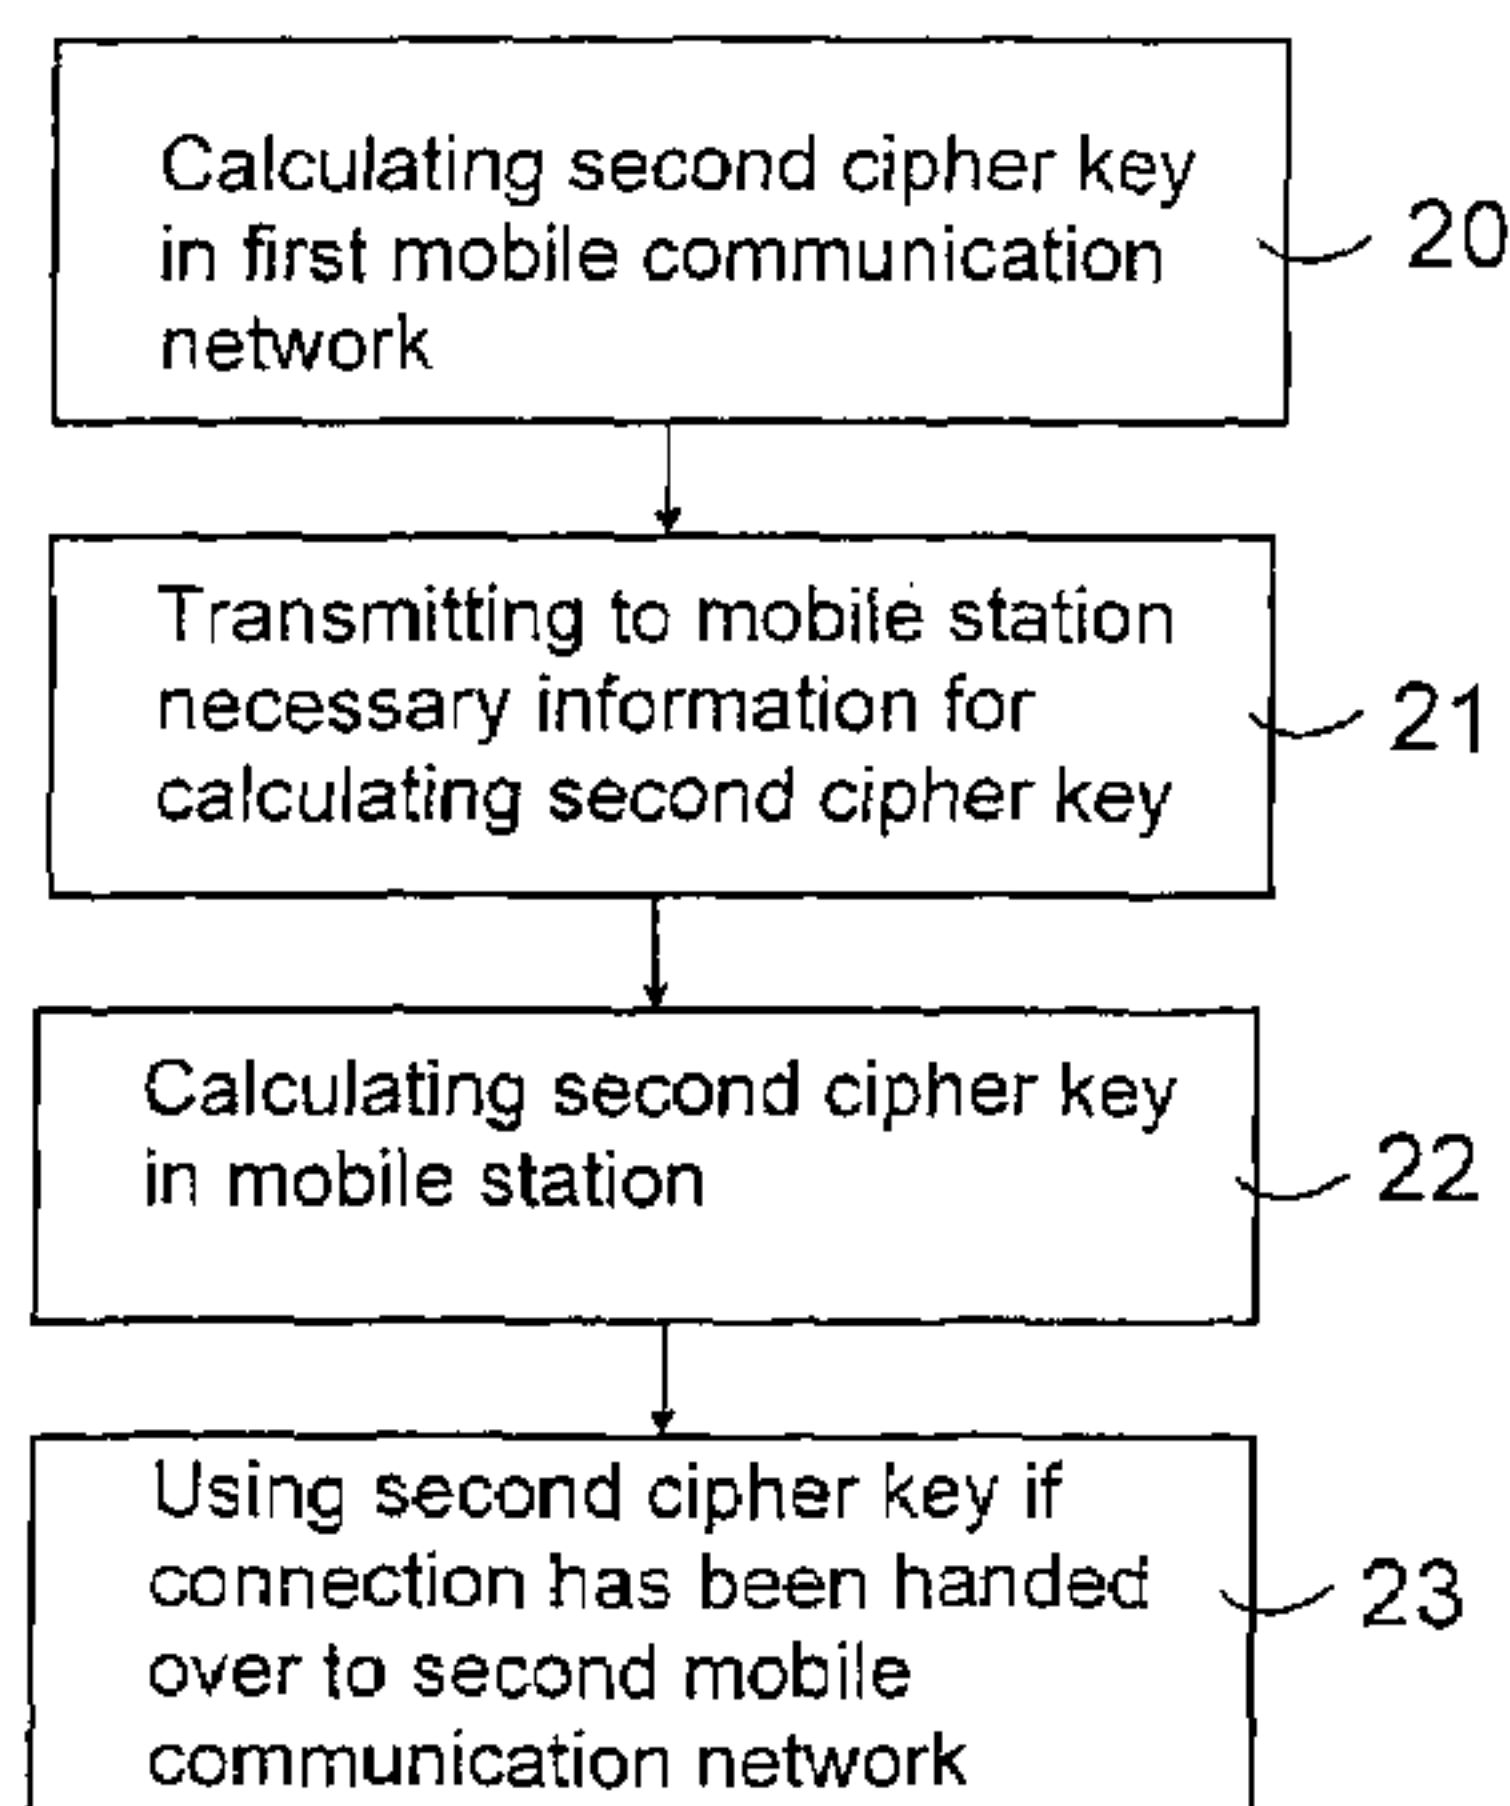 Calculating second cipher key
in first mobile communication
network
20
Transmitting to mobile station
necessary information for
calculating second cipher key
21
Calculating second cipher key
in mobile station
22
Using second cipher key if
connection has been handed
over to second mobile
communication network
23